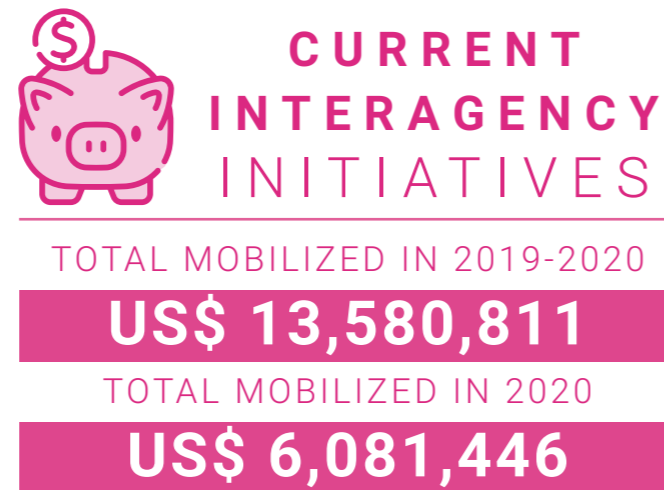 $
CURRENT
INTERAGENCY
INITIATIVES
TOTAL MOBILIZED IN 2019-2020
US$ 13,580,811
TOTAL MOBILIZED IN 2020
US$ 6,081,446